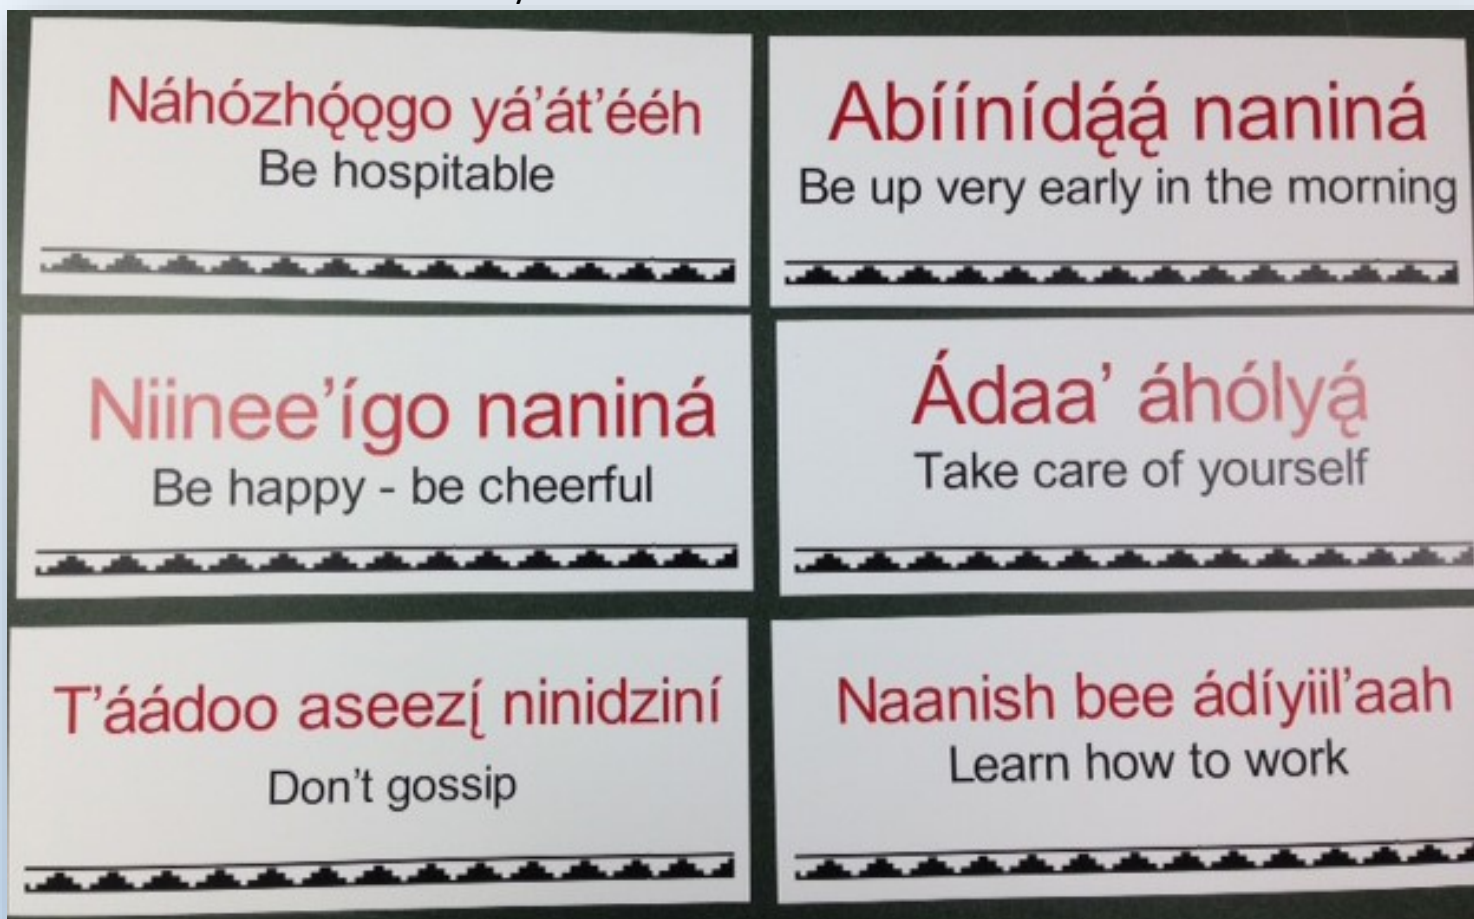 Náhózhǫ́ǫgo yá’át’ééh
Be hospitable
Abíínídą́ą́ naniná
Be up very early in the morning
Niinee’ígo naniná
Be happy - be cheerful
Ádaa’ áhólyą́
Take care of yourself
T’áádoo aseezį́ ninidziní
Don’t gossip
Naanish bee ádíyiil’aah
Learn how to work